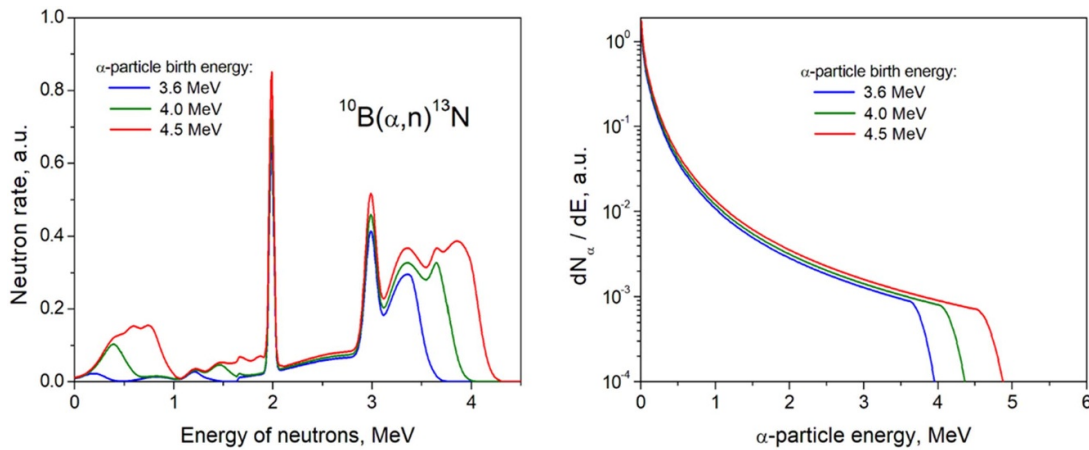 1.0
0.8
0.6
0.4
0.2
0.0
Neutron rate, a.u.
α-particle birth energy:
3.6 MeV
4.0 MeV
4.5 MeV
¹⁰B(α,n)¹³N
0 1 2 3 4
Energy of neutrons, MeV
10⁰
10⁻¹
10⁻²
10⁻³
10⁻⁴
dNα / dE, a.u.
α-particle birth energy:
3.6 MeV
4.0 MeV
4.5 MeV
0 1 2 3 4 5 6
α-particle energy, MeV